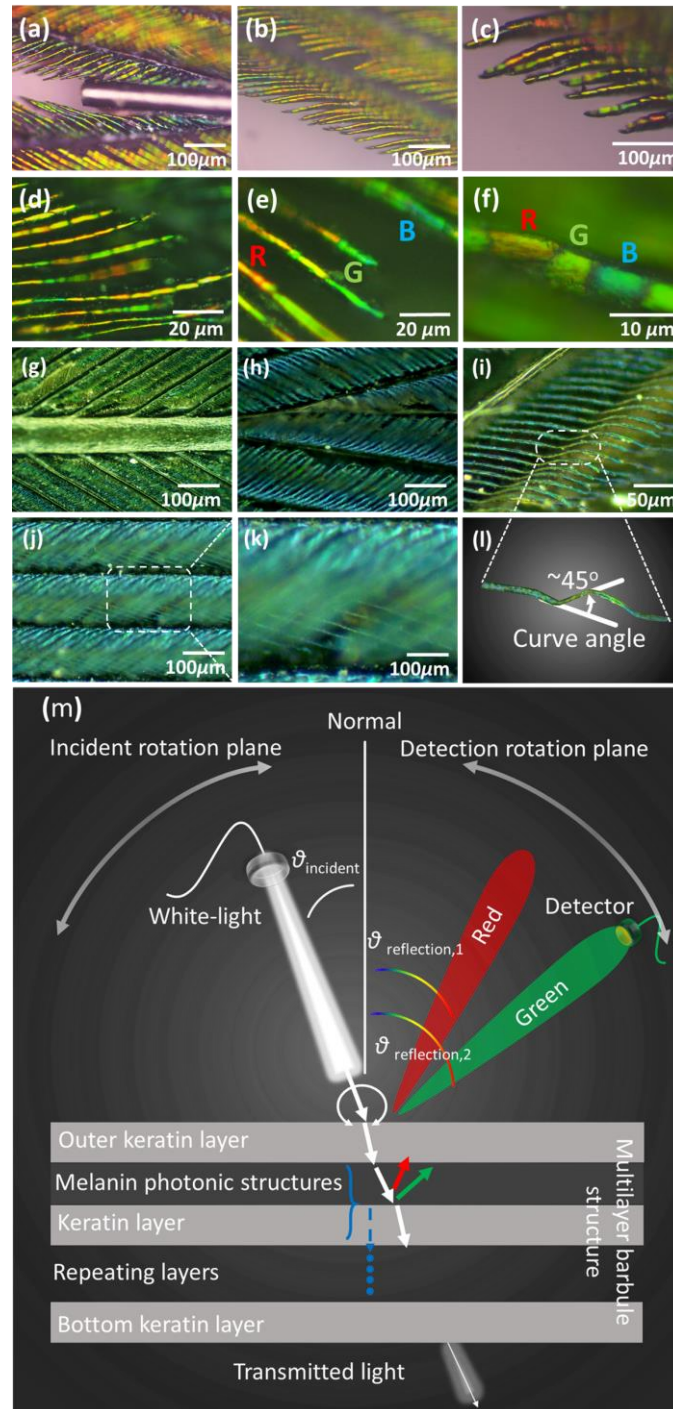 (a)
100μm
(b)
100μm
(c)
100μm
(d)
20 μm
(e)
R
G
B
20 μm
(f)
R
G
B
10 μm
(g)
100μm
(h)
100μm
(i)
50μm
(j)
100μm
(k)
100μm
(l)
~45°
Curve angle
(m)
Normal
Incident rotation plane
Detection rotation plane
ϑincident
White-light
Detector
Red
ϑreflection,1
Green
ϑreflection,2
Outer keratin layer
Melanin photonic structures
Keratin layer
Repeating layers
Bottom keratin layer
Multilayer barbule
structure
Transmitted light